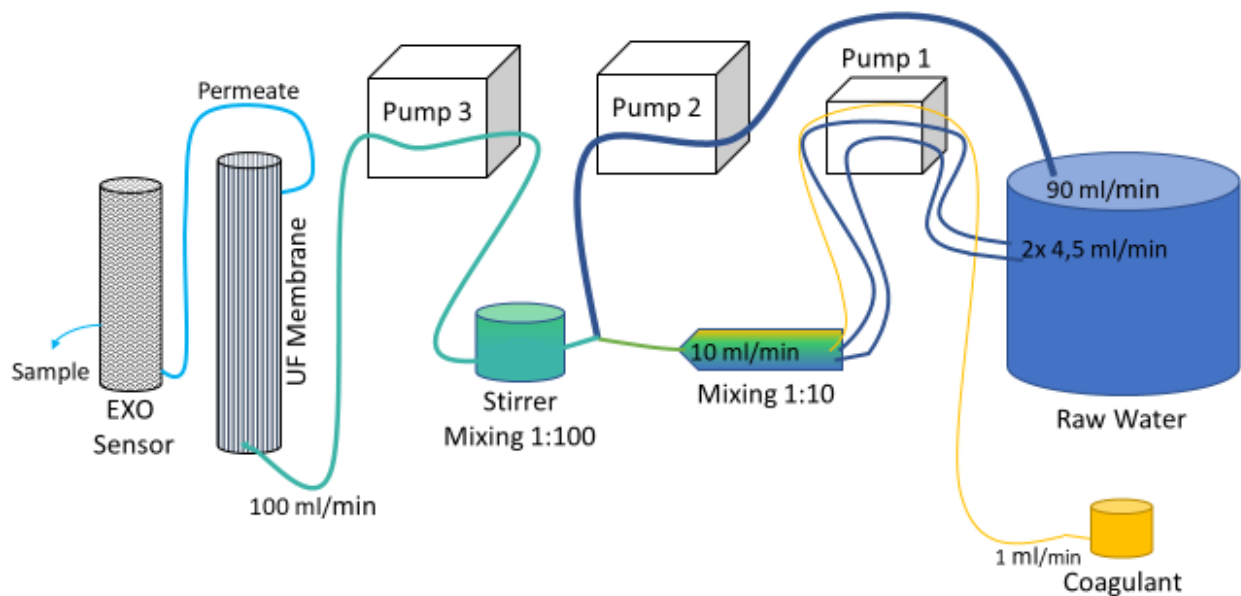 Permeate
Pump 3
Pump 2
Pump 1
90 ml/min
2x 4,5 ml/min
UF Membrane
10 ml/min
Mixing 1:10
Sample
EXO
Sensor
Stirrer
Mixing 1:100
Raw Water
100 ml/min
1 ml/min
Coagulant